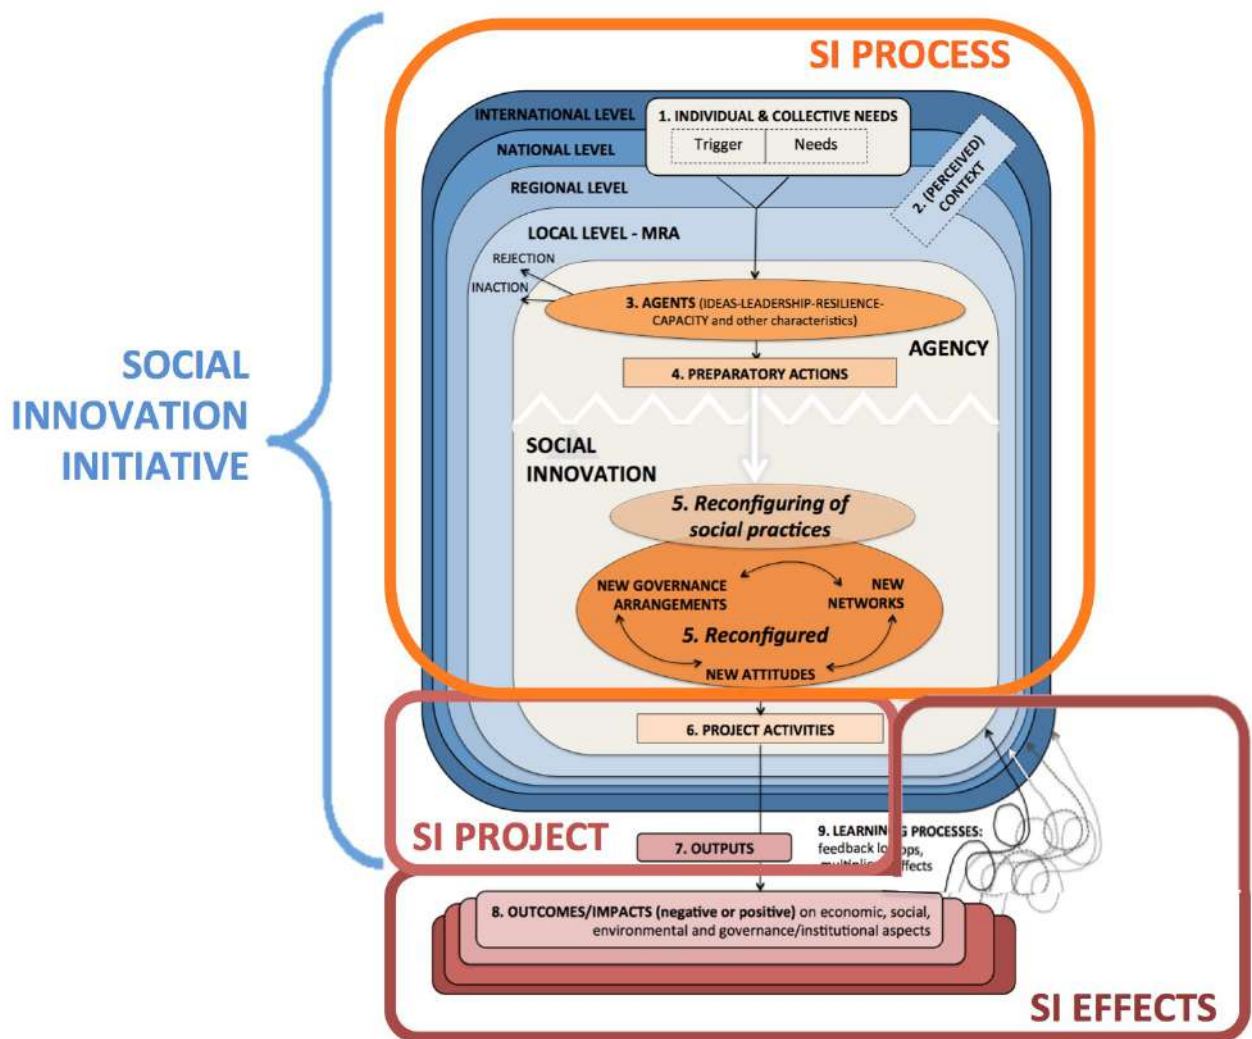 SI PROCESS
INTERNATIONAL LEVEL
1. INDIVIDUAL & COLLECTIVE NEEDS
Trigger
Needs
NATIONAL LEVEL
REGIONAL LEVEL
2. (PERCEIVED)
CONTEXT
LOCAL LEVEL - MRA
REJECTION
INACTION
3. AGENTS (IDEAS-LEADERSHIP-RESILIENCE-
CAPACITY and other characteristics)
AGENCY
4. PREPARATORY ACTIONS
SOCIAL
INNOVATION
INITIATIVE
SOCIAL
INNOVATION
5. Reconfiguring of
social practices
NEW GOVERNANCE
ARRANGEMENTS
NEW
NETWORKS
5. Reconfigured
NEW ATTITUDES
6. PROJECT ACTIVITIES
SI PROJECT
7. OUTPUTS
9. LEARNING PROCESSES:
feedback loops,
effects
8. OUTCOMES/IMPACTS (negative or positive) on economic, social,
environmental and governance/institutional aspects
SI EFFECTS